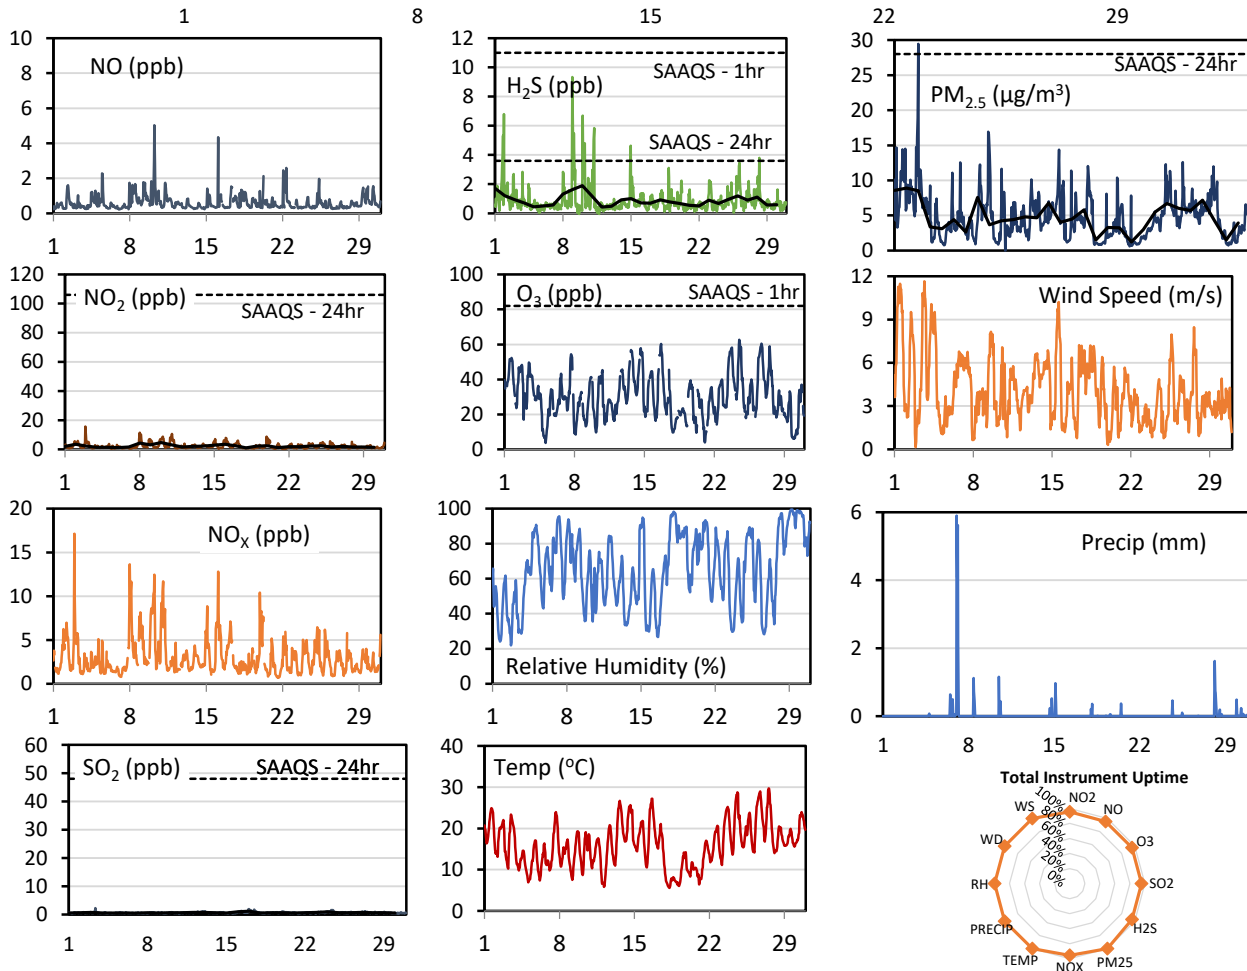 1 8 15 22 29
10
8
6
4
2
0
NO (ppb)
1 8 15 22 29
12
10
8
6
4
2
0
SAAQS - 1hr
H₂S (ppb)
SAAQS - 24hr
1 8 15 22 29
30
25
20
15
10
5
0
SAAQS - 24hr
PM₂.₅ (µg/m³)
1 8 15 22 29
120
100
80
60
40
20
0
NO₂ (ppb)
SAAQS - 24hr
1 8 15 22 29
100
80
60
40
20
0
O₃ (ppb)
SAAQS - 1hr
1 8 15 22 29
12
9
6
3
0
Wind Speed (m/s)
1 8 15 22 29
20
15
10
5
0
NOX (ppb)
1 8 15 22 29
100
80
60
40
20
0
Relative Humidity (%)
1 8 15 22 29
6
4
2
0
Precip (mm)
1 8 15 22 29
60
50
40
30
20
10
0
SO₂ (ppb)
SAAQS - 24hr
1 8 15 22 29
40
30
20
10
0
Temp (°C)
1 8 15 22 29
Total Instrument Uptime
100%
80%
60%
40%
20%
0%
NO2
NO
O3
SO2
H2S
PM25
NOX
TEMP
PRECIP
RH
WD
WS